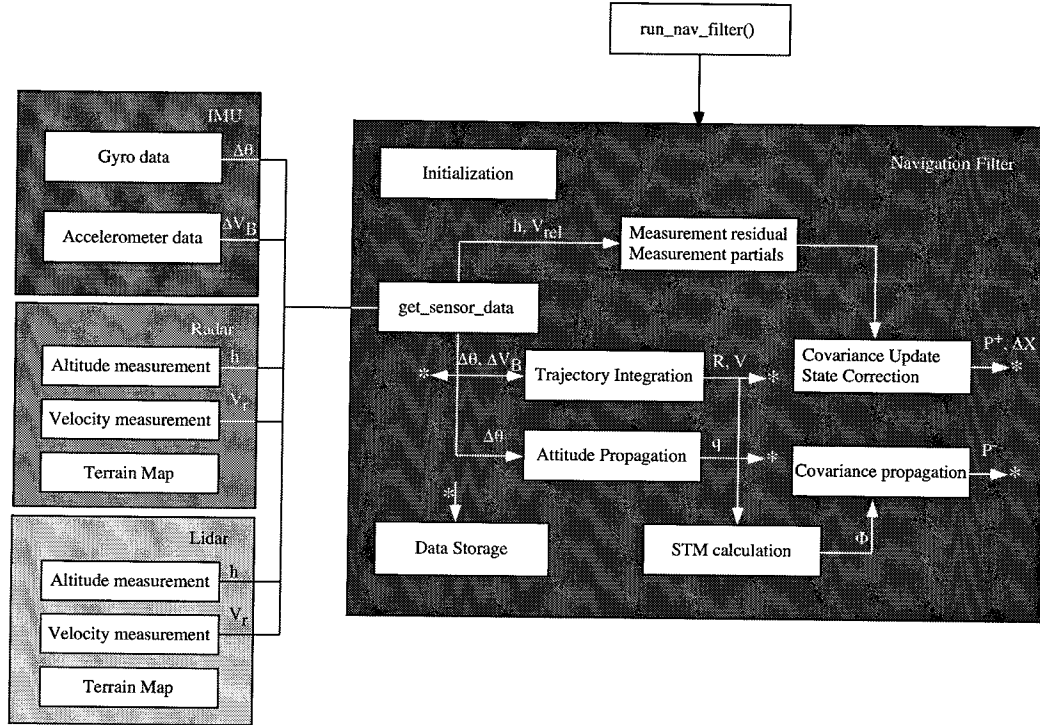 run_nav_filter()
IMU
Gyro data
Δθ
Accelerometer data
ΔV_B
Radar
Altitude measurement
h
Velocity measurement
V_r
Terrain Map
Lidar
Altitude measurement
h
Velocity measurement
V_r
Terrain Map
Navigation Filter
Initialization
h, V_rel
Measurement residual
Measurement partials
get_sensor_data
Δθ, ΔV_B
*
Trajectory Integration
R, V
*
Covariance Update
State Correction
P⁺, ΔX
*
Δθ
Attitude Propagation
q
*
Covariance propagation
P⁻
*
*
Data Storage
STM calculation
Φ